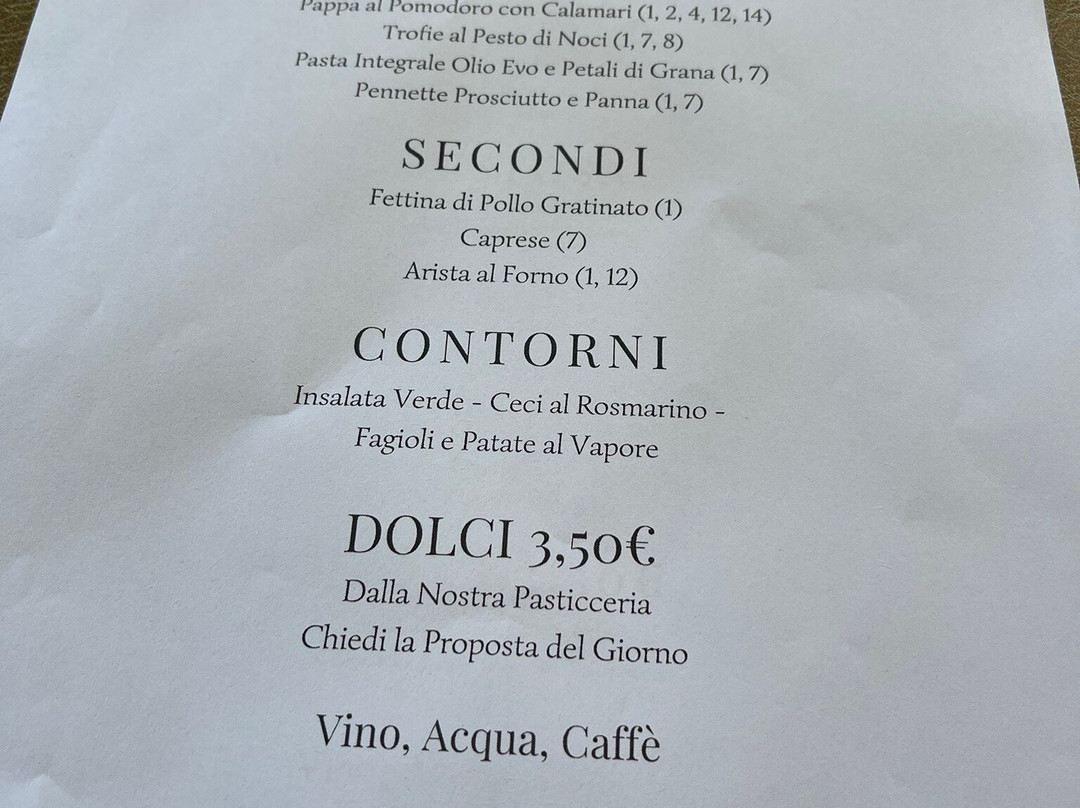 Pappa al Pomodoro con Calamari (1, 2, 4, 12, 14)
Trofie al Pesto di Noci (1, 7, 8)
Pasta Integrale Olio Evo e Petali di Grana (1, 7)
Pennette Prosciutto e Panna (1, 7)
SECONDI
Fettina di Pollo Gratinato (1)
Caprese (7)
Arista al Forno (1, 12)
CONTORNI
Insalata Verde - Ceci al Rosmarino -
Fagioli e Patate al Vapore
DOLCI 3,50€
Dalla Nostra Pasticceria
Chiedi la Proposta del Giorno
Vino, Acqua, Caffè